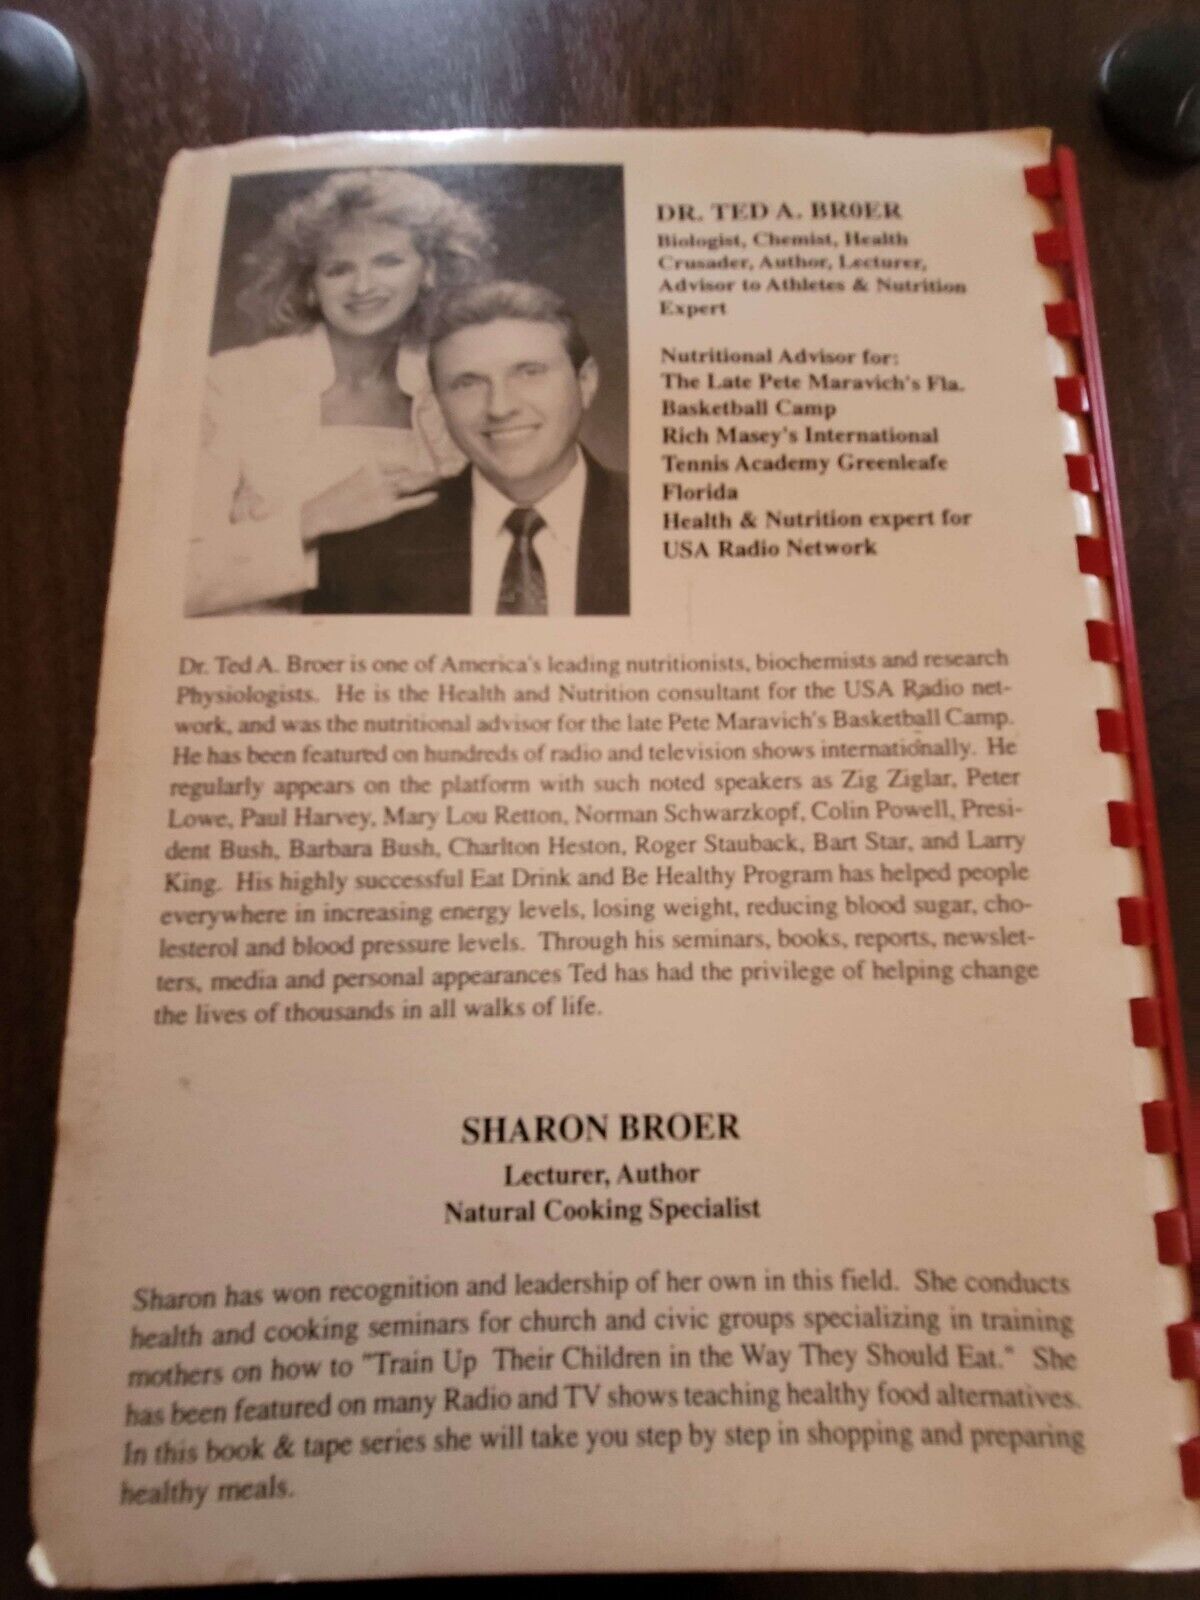 DR. TED A. BROER
Biologist, Chemist, Health
Crusader, Author, Lecturer,
Advisor to Athletes & Nutrition
Expert
Nutritional Advisor for:
The Late Pete Maravich's Fla.
Basketball Camp
Rich Masey's International
Tennis Academy Greenleafe
Florida
Health & Nutrition expert for
USA Radio Network
Dr. Ted A. Broer is one of America's leading nutritionists, biochemists and research
Physiologists. He is the Health and Nutrition consultant for the USA Radio net-
work, and was the nutritional advisor for the late Pete Maravich's Basketball Camp.
He has been featured on hundreds of radio and television shows internationally. He
regularly appears on the platform with such noted speakers as Zig Ziglar, Peter
Lowe, Paul Harvey, Mary Lou Retton, Norman Schwarzkopf, Colin Powell, Presi-
dent Bush, Barbara Bush, Charlton Heston, Roger Stauback, Bart Star, and Larry
King. His highly successful Eat Drink and Be Healthy Program has helped people
everywhere in increasing energy levels, losing weight, reducing blood sugar, cho-
lesterol and blood pressure levels. Through his seminars, books, reports, newslet-
ters, media and personal appearances Ted has had the privilege of helping change
the lives of thousands in all walks of life.
SHARON BROER
Lecturer, Author
Natural Cooking Specialist
Sharon has won recognition and leadership of her own in this field. She conducts
health and cooking seminars for church and civic groups specializing in training
mothers on how to "Train Up Their Children in the Way They Should Eat." She
has been featured on many Radio and TV shows teaching healthy food alternatives.
In this book & tape series she will take you step by step in shopping and preparing
healthy meals.